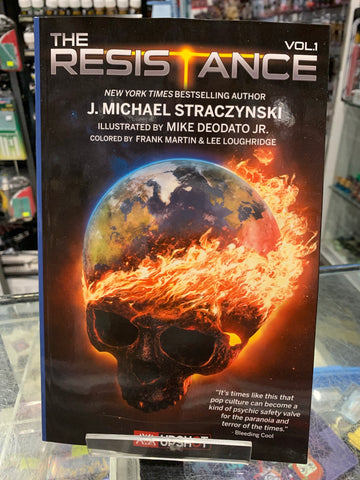 THE
RESISTANCE
VOL.1
NEW YORK TIMES BESTSELLING AUTHOR
J. MICHAEL STRACZYNSKI
ILLUSTRATED BY MIKE DEODATO JR.
COLORED BY FRANK MARTIN & LEE LOUGHRIDGE
"It's times like this that
pop culture can become a
kind of psychic safety valve
for the paranoia and
terror of the times."
- Bleeding Cool
UPSHOT